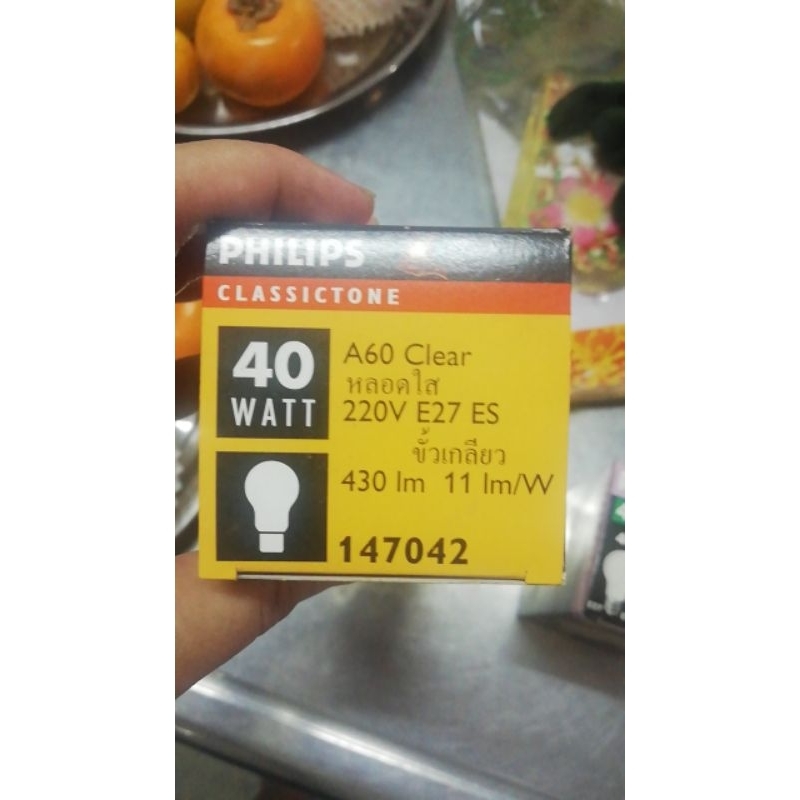 PHILIPS
CLASSICTONE
40
WATT
A60 Clear
หลอดใส
220V E27 ES
ขั้วเกลียว
430 lm 11 lm/W
147042